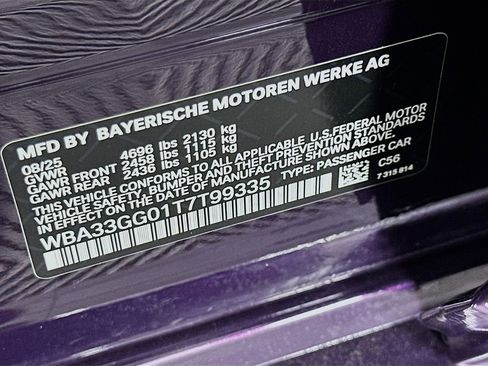 MFD BY BAYERISCHE MOTOREN WERKE AG
08/25
GVWR 4696 lbs 2130 kg
GAWR FRONT 2458 lbs 1115 kg
GAWR REAR 2436 lbs 1105 kg
THIS VEHICLE CONFORMS TO ALL APPLICABLE U.S. FEDERAL MOTOR
VEHICLE SAFETY, BUMPER, AND THEFT PREVENTION STANDARDS
IN EFFECT ON THE DATE OF MANUFACTURE SHOWN ABOVE.
WBA33GG01T7T99335 TYPE: PASSENGER CAR
C56
7 315 814